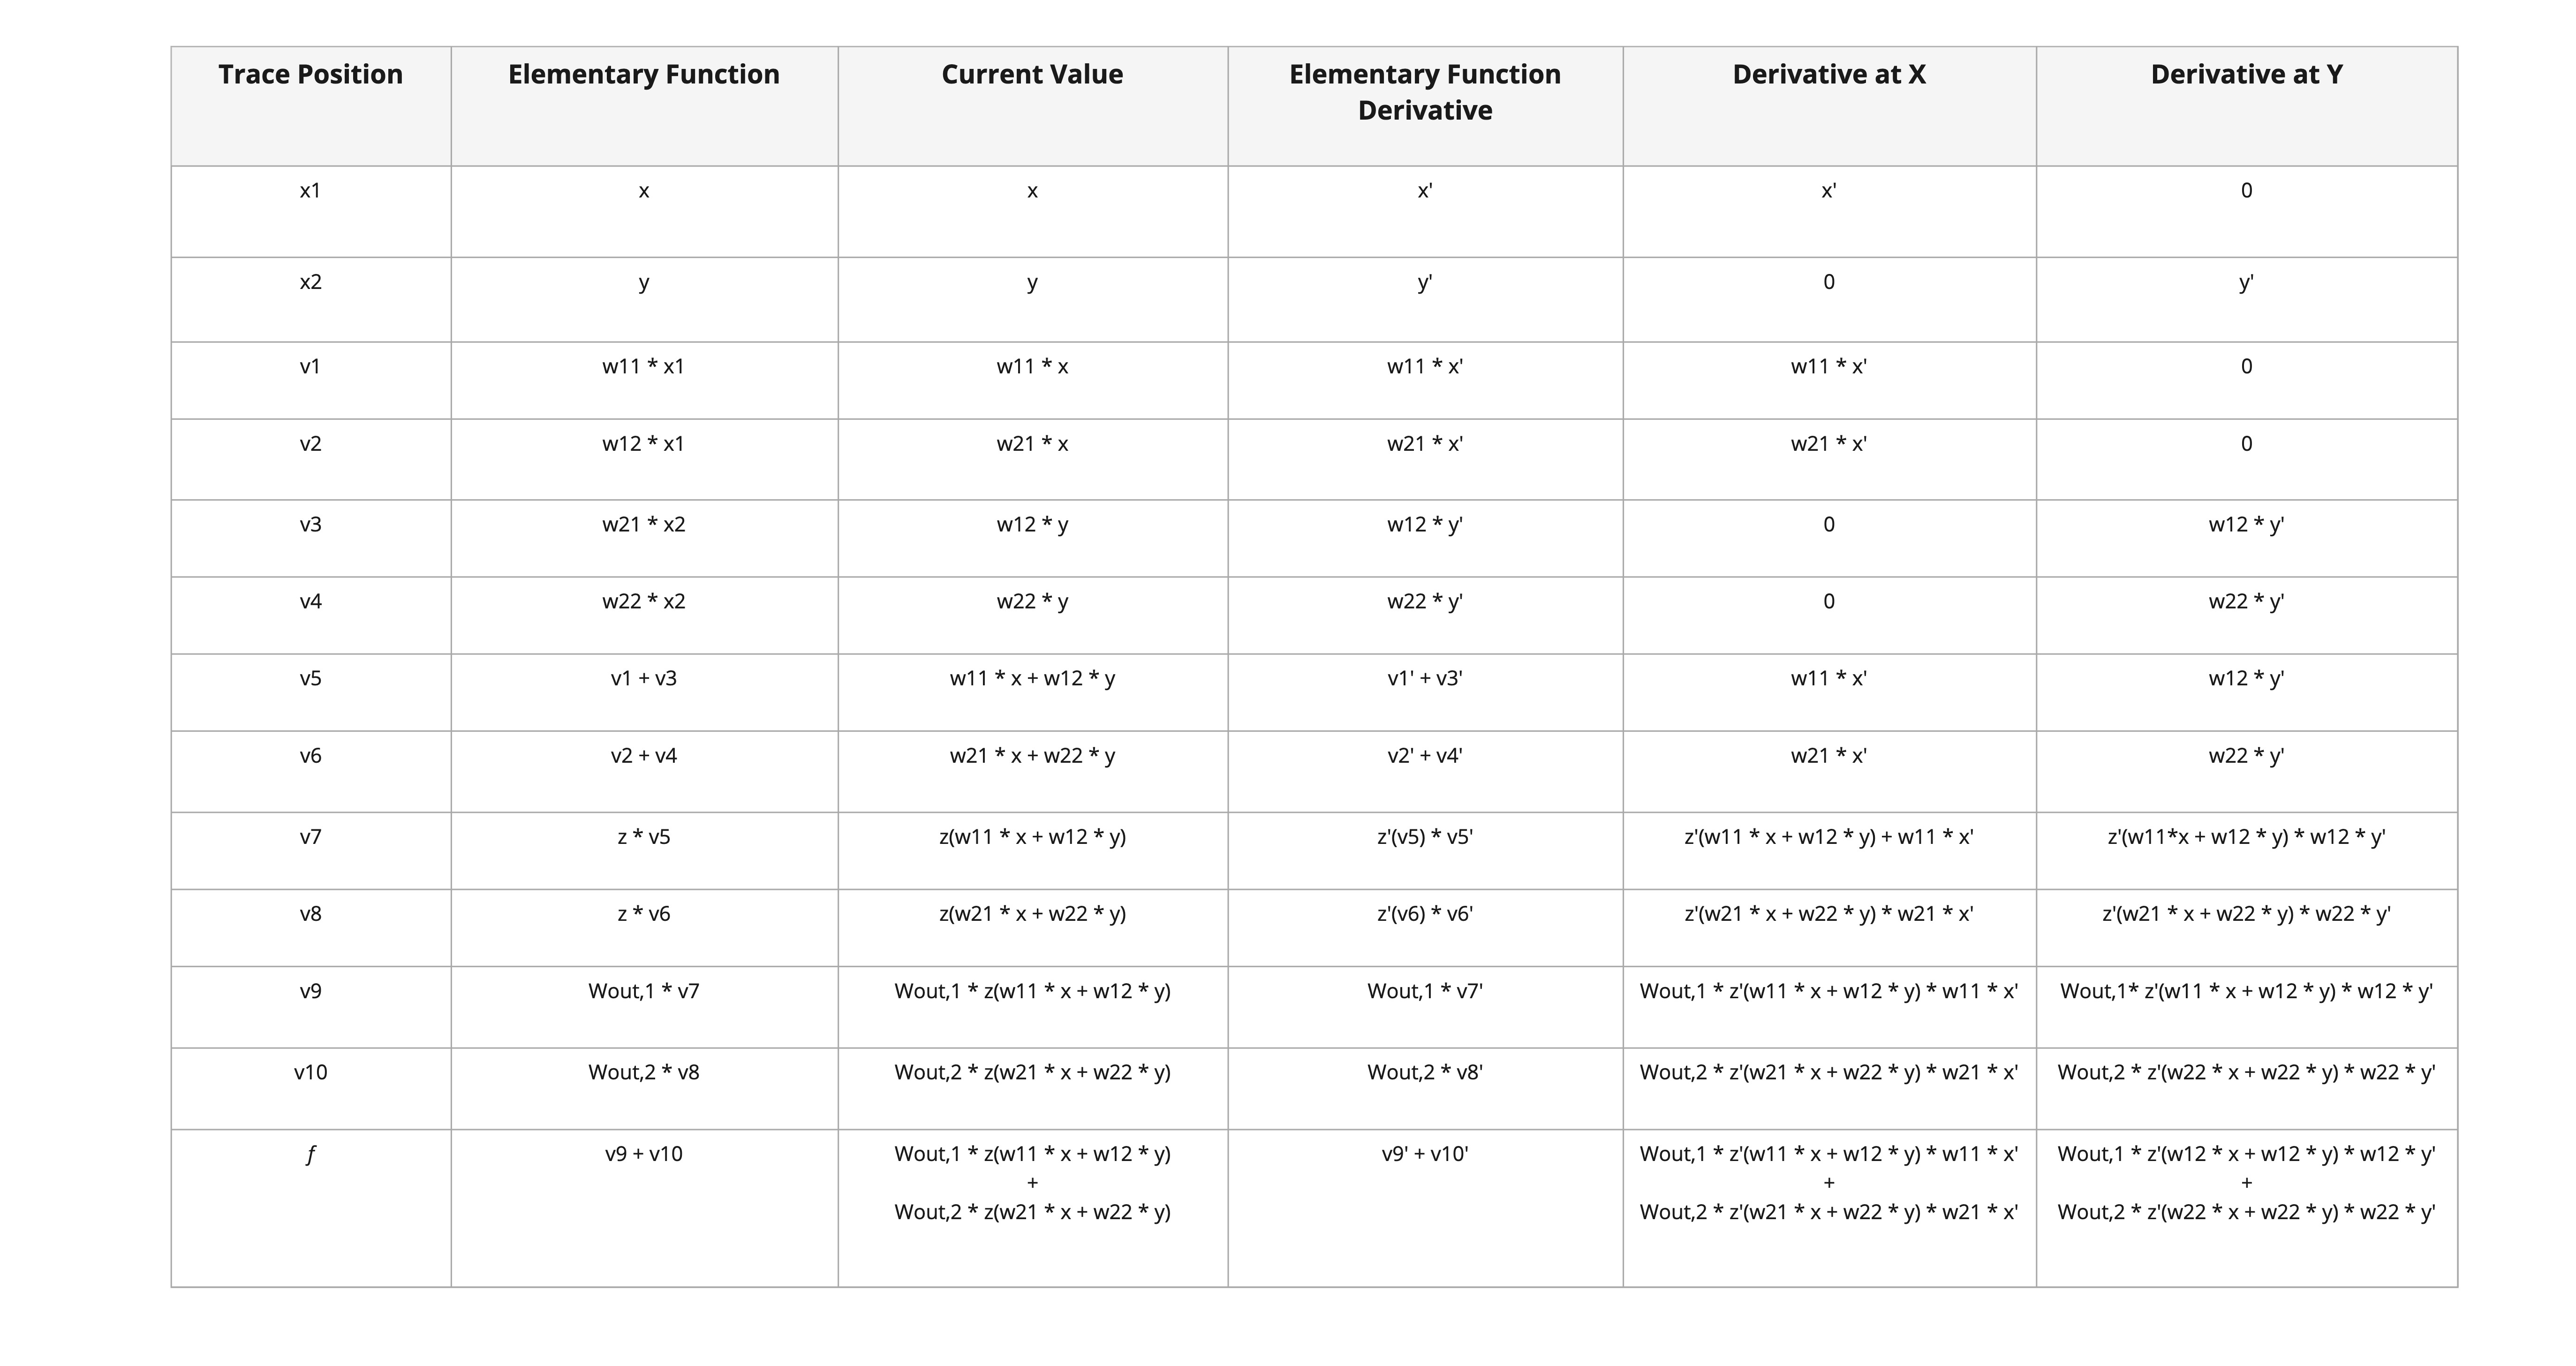 Trace Position Elementary Function Current Value Elementary Function Derivative Derivative at X Derivative at Y
x1 x x x' x' 0
x2 y y y' 0 y'
v1 w11 * x1 w11 * x w11 * x' w11 * x' 0
v2 w12 * x1 w21 * x w21 * x' w21 * x' 0
v3 w21 * x2 w12 * y w12 * y' 0 w12 * y'
v4 w22 * x2 w22 * y w22 * y' 0 w22 * y'
v5 v1 + v3 w11 * x + w12 * y v1' + v3' w11 * x' w12 * y'
v6 v2 + v4 w21 * x + w22 * y v2' + v4' w21 * x' w22 * y'
v7 z * v5 z(w11 * x + w12 * y) z'(v5) * v5' z'(w11 * x + w12 * y) + w11 * x' z'(w11*x + w12 * y) * w12 * y'
v8 z * v6 z(w21 * x + w22 * y) z'(v6) * v6' z'(w21 * x + w22 * y) * w21 * x' z'(w21 * x + w22 * y) * w22 * y'
v9 Wout,1 * v7 Wout,1 * z(w11 * x + w12 * y) Wout,1 * v7' Wout,1 * z'(w11 * x + w12 * y) * w11 * x' Wout,1* z'(w11 * x + w12 * y) * w12 * y'
v10 Wout,2 * v8 Wout,2 * z(w21 * x + w22 * y) Wout,2 * v8' Wout,2 * z'(w21 * x + w22 * y) * w21 * x' Wout,2 * z'(w22 * x + w22 * y) * w22 * y'
f v9 + v10 Wout,1 * z(w11 * x + w12 * y) v9' + v10' Wout,1 * z'(w11 * x + w12 * y) * w11 * x' Wout,1 * z'(w12 * x + w12 * y) * w12 * y'
+ + +
Wout,2 * z(w21 * x + w22 * y) Wout,2 * z'(w21 * x + w22 * y) * w21 * x' Wout,2 * z'(w22 * x + w22 * y) * w22 * y'